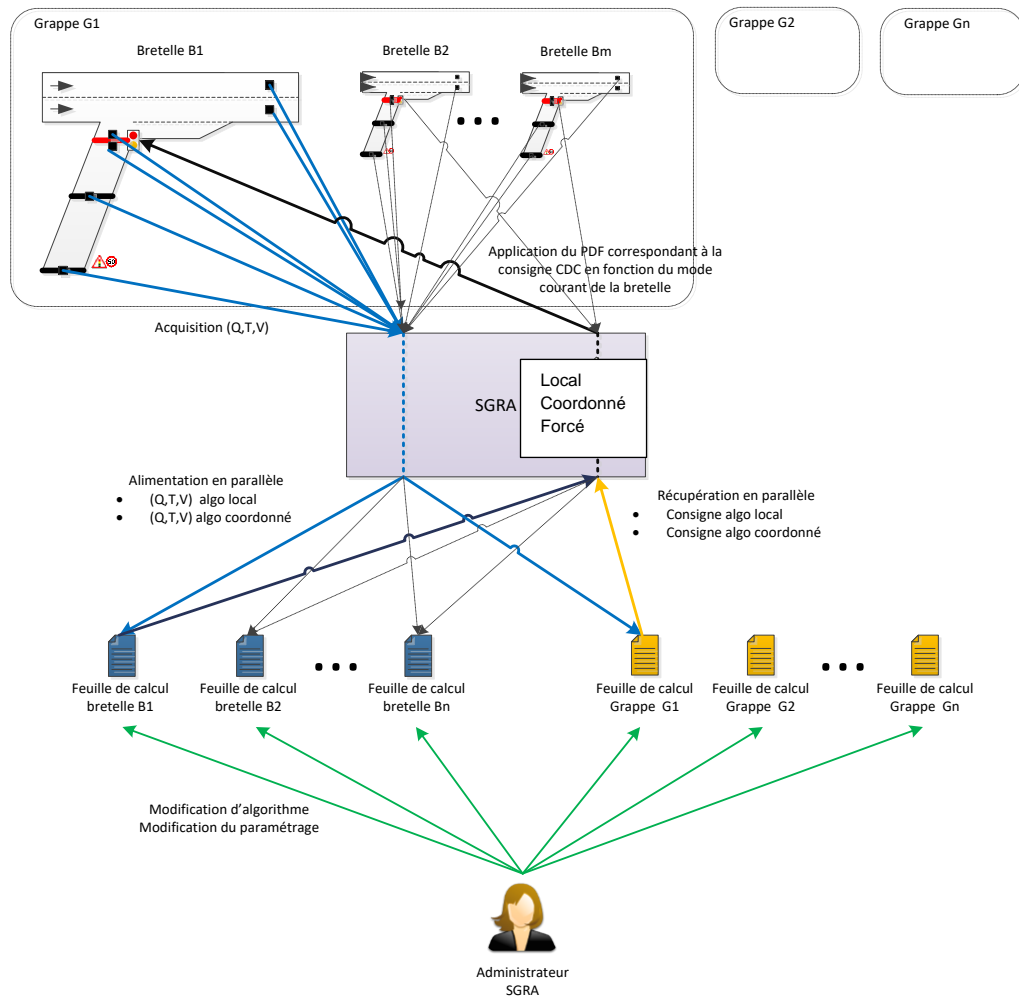 Grappe G1
Grappe G2
Grappe Gn
Bretelle B1
Bretelle B2
Bretelle Bm
50
Application du PDF correspondant à la
consigne CDC en fonction du mode
courant de la bretelle
Acquisition (Q,T,V)
SGRA
Local
Coordonné
Forcé
Alimentation en parallèle
• (Q,T,V) algo local
• (Q,T,V) algo coordonné
Récupération en parallèle
• Consigne algo local
• Consigne algo coordonné
Feuille de calcul
bretelle B1
Feuille de calcul
bretelle B2
Feuille de calcul
bretelle Bn
Feuille de calcul
Grappe G1
Feuille de calcul
Grappe G2
Feuille de calcul
Grappe Gn
Modification d’algorithme
Modification du paramétrage
Administrateur
SGRA